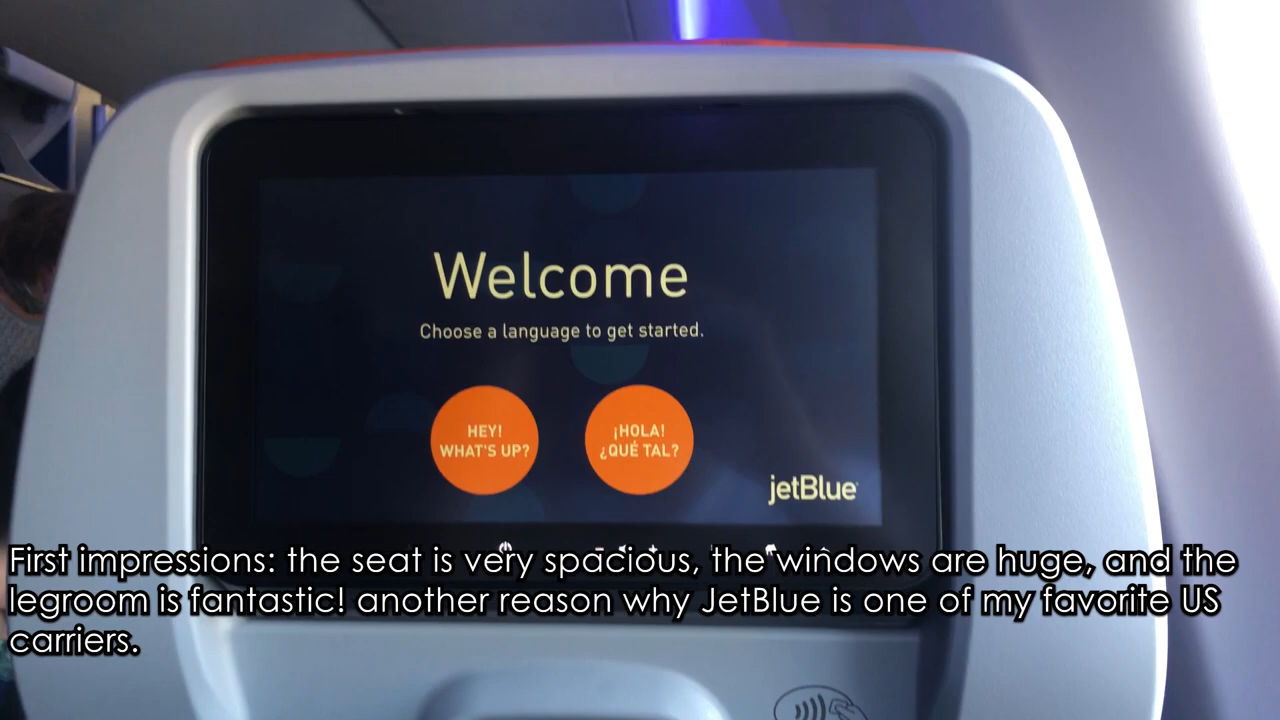 Welcome
Choose a language to get started.
HEY!
WHAT'S UP?
¡HOLA!
¿QUÉ TAL?
jetBlue
First impressions: the seat is very spacious, the windows are huge, and the
legroom is fantastic! another reason why JetBlue is one of my favorite US
carriers.